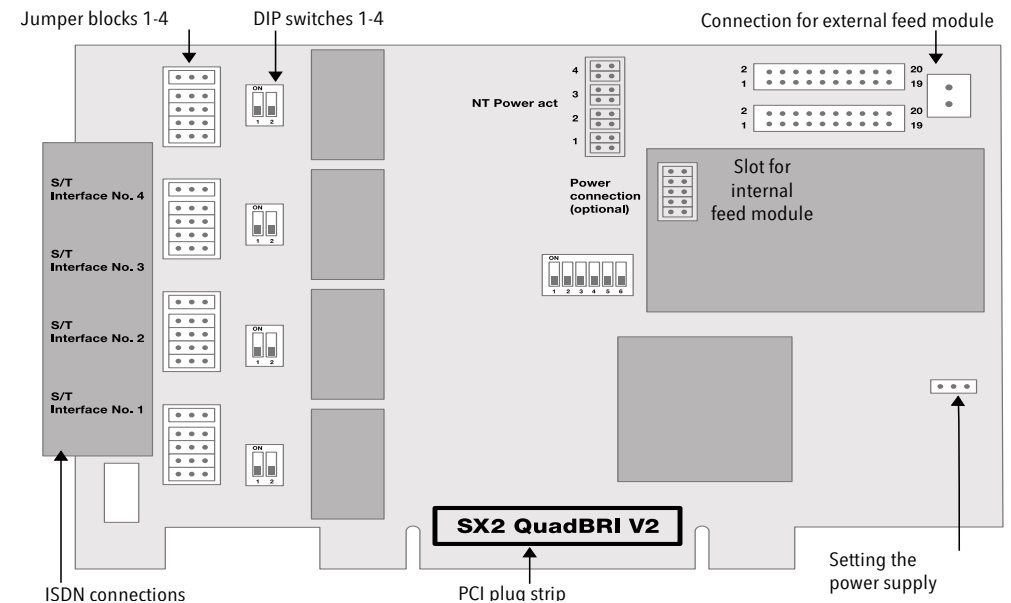 Jumper blocks 1-4
DIP switches 1-4
Connection for external feed module
ON
1 2
4
3
2
1
NT Power act
2 20
1 19
2 20
1 19
S/T
Interface No. 4
ON
1 2
Power
connection
(optional)
Slot for
internal
feed module
S/T
Interface No. 3
ON
1 2 3 4 5 6
S/T
Interface No. 2
ON
1 2
S/T
Interface No. 1
ON
1 2
SX2 QuadBRI V2
Setting the
power supply
ISDN connections
PCI plug strip